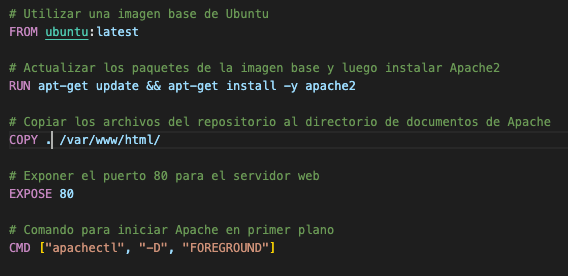 # Utilizar una imagen base de Ubuntu
FROM ubuntu:latest
# Actualizar los paquetes de la imagen base y luego instalar Apache2
RUN apt-get update && apt-get install -y apache2
# Copiar los archivos del repositorio al directorio de documentos de Apache
COPY . /var/www/html/
# Exponer el puerto 80 para el servidor web
EXPOSE 80
# Comando para iniciar Apache en primer plano
CMD ["apachectl", "-D", "FOREGROUND"]